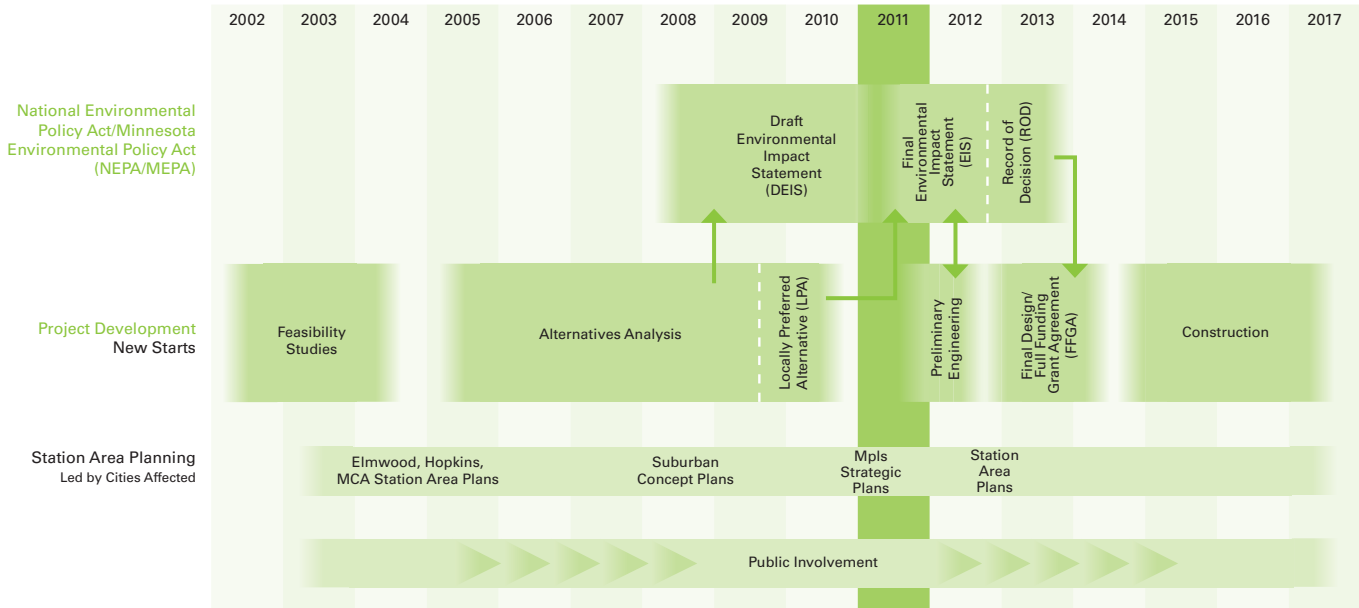 2002 2003 2004 2005 2006 2007 2008 2009 2010 2011 2012 2013 2014 2015 2016 2017
National Environmental
Policy Act/Minnesota
Environmental Policy Act
(NEPA/MEPA)
Draft
Environmental
Impact
Statement
(DEIS)
Final
Environmental
Impact
Statement
(EIS)
Record of
Decision (ROD)
Project Development
New Starts
Feasibility
Studies
Alternatives Analysis
Locally Preferred
Alternative (LPA)
Preliminary
Engineering
Final Design/
Full Funding
Grant Agreement
(FFGA)
Construction
Station Area Planning
Led by Cities Affected
Elmwood, Hopkins,
MCA Station Area Plans
Suburban
Concept Plans
Mpls
Strategic
Plans
Station
Area
Plans
Public Involvement